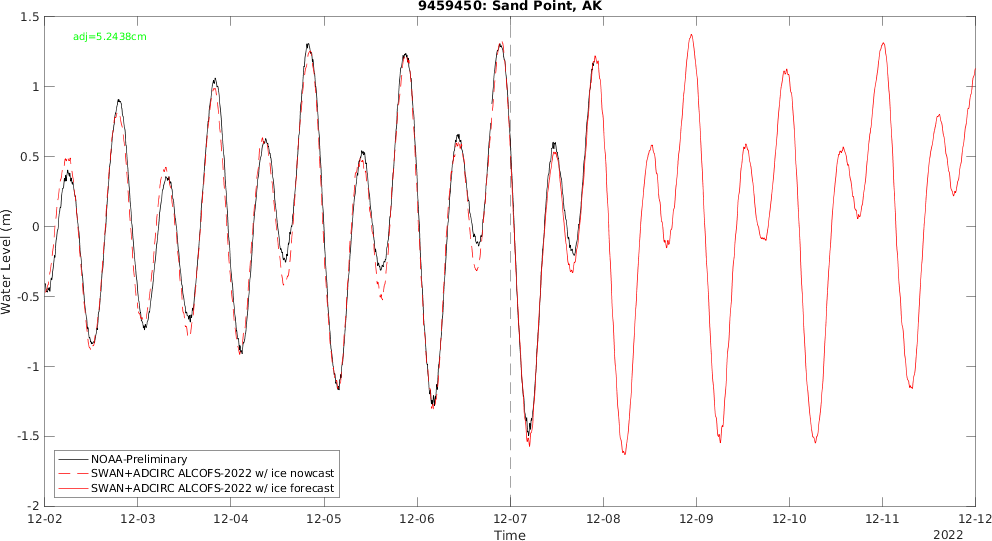 9459450: Sand Point, AK
adj=5.2438cm
1.5
1
0.5
0
-0.5
-1
-1.5
-2
Water Level (m)
NOAA-Preliminary
SWAN+ADCIRC ALCOFS-2022 w/ ice nowcast
SWAN+ADCIRC ALCOFS-2022 w/ ice forecast
12-02 12-03 12-04 12-05 12-06 12-07 12-08 12-09 12-10 12-11 12-12
Time
2022